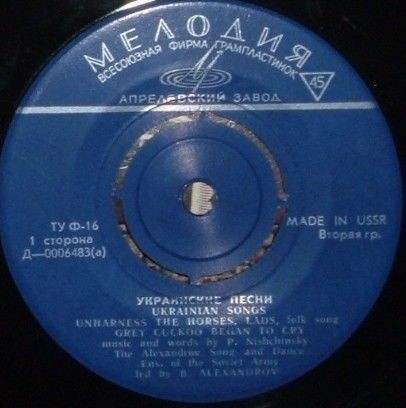 МЕЛОДИЯ
ВСЕСОЮЗНАЯ ФИРМА ГРАМПЛАСТИНОК
45
АПРЕЛЕВСКИЙ ЗАВОД
ТУ Ф-16
1 сторона
Д—0006483(а)
MADE IN USSR
Вторая гр.
УКРАИНСКИЕ ПЕСНИ
UKRAINIAN SONGS
UNHARNESS THE HORSES, LADS, folk song
GREY CUCKOO BEGAN TO CRY
music and words by P. Nishchinsky
The Alexandrov Song and Dance
Ens. of the Soviet Army
led by B. ALEXANDROV